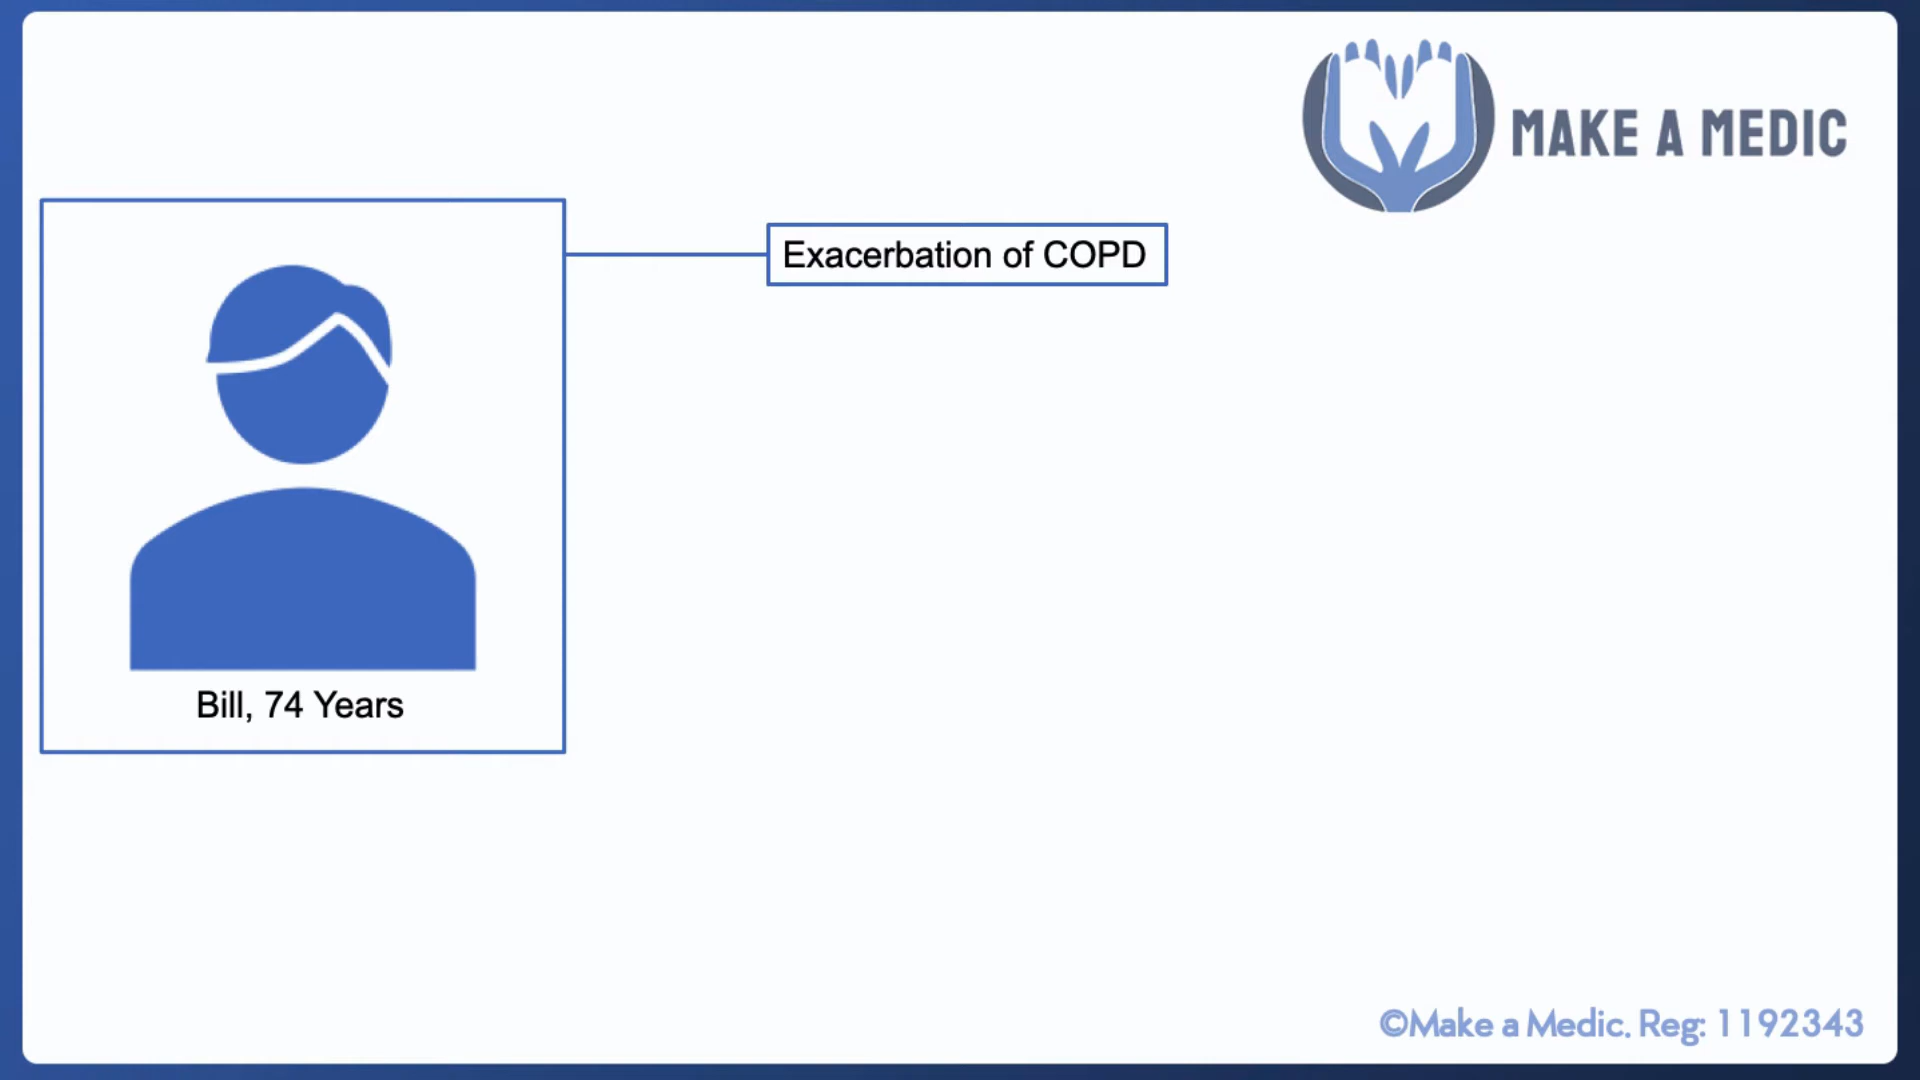 MAKE A MEDIC
Exacerbation of COPD
Bill, 74 Years
©Make a Medic. Reg: 1192343